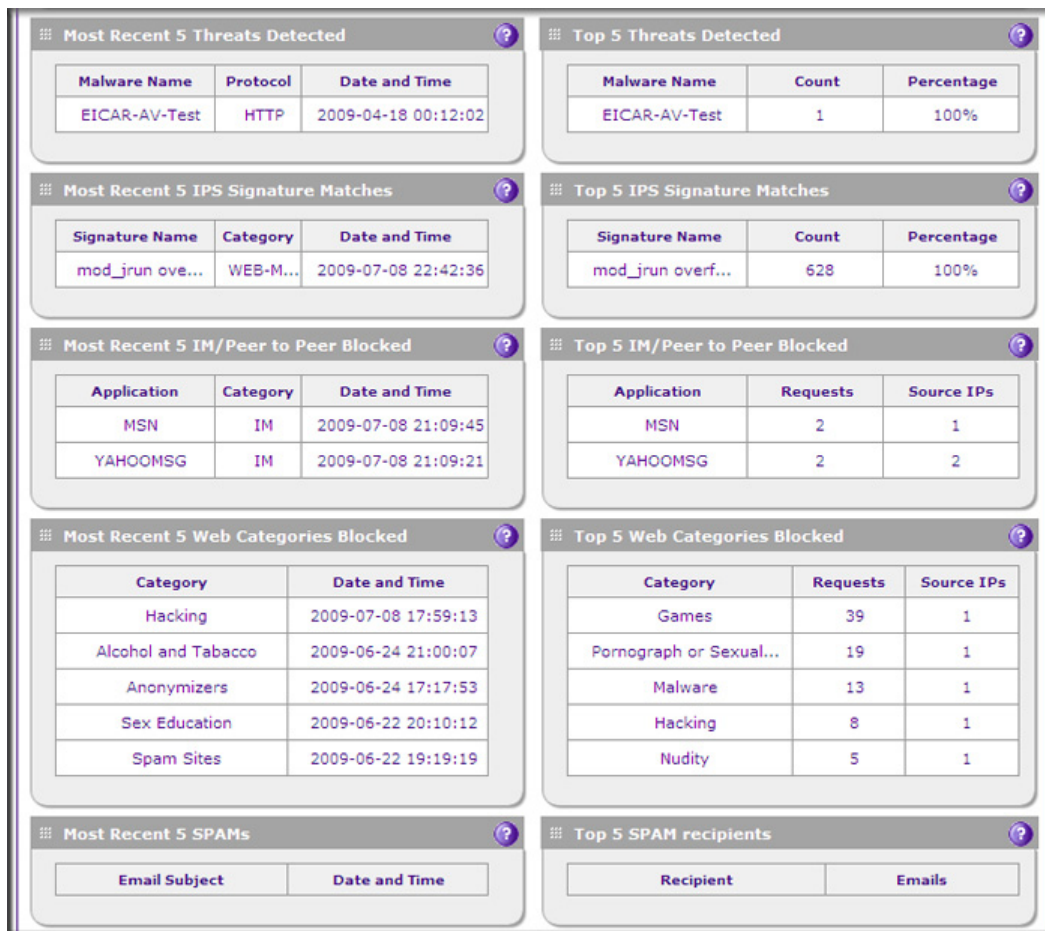 Most Recent 5 Threats Detected
Malware Name Protocol Date and Time
EICAR-AV-Test HTTP 2009-04-18 00:12:02
Top 5 Threats Detected
Malware Name Count Percentage
EICAR-AV-Test 1 100%
Most Recent 5 IPS Signature Matches
Signature Name Category Date and Time
mod_jrun ove... WEB-M... 2009-07-08 22:42:36
Top 5 IPS Signature Matches
Signature Name Count Percentage
mod_jrun overf... 628 100%
Most Recent 5 IM/Peer to Peer Blocked
Application Category Date and Time
MSN IM 2009-07-08 21:09:45
YAHOOMSG IM 2009-07-08 21:09:21
Top 5 IM/Peer to Peer Blocked
Application Requests Source IPs
MSN 2 1
YAHOOMSG 2 2
Most Recent 5 Web Categories Blocked
Category Date and Time
Hacking 2009-07-08 17:59:13
Alcohol and Tabacco 2009-06-24 21:00:07
Anonymizers 2009-06-24 17:17:53
Sex Education 2009-06-22 20:10:12
Spam Sites 2009-06-22 19:19:19
Top 5 Web Categories Blocked
Category Requests Source IPs
Games 39 1
Pornograph or Sexual... 19 1
Malware 13 1
Hacking 8 1
Nudity 5 1
Most Recent 5 SPAMs
Email Subject Date and Time
Top 5 SPAM recipients
Recipient Emails